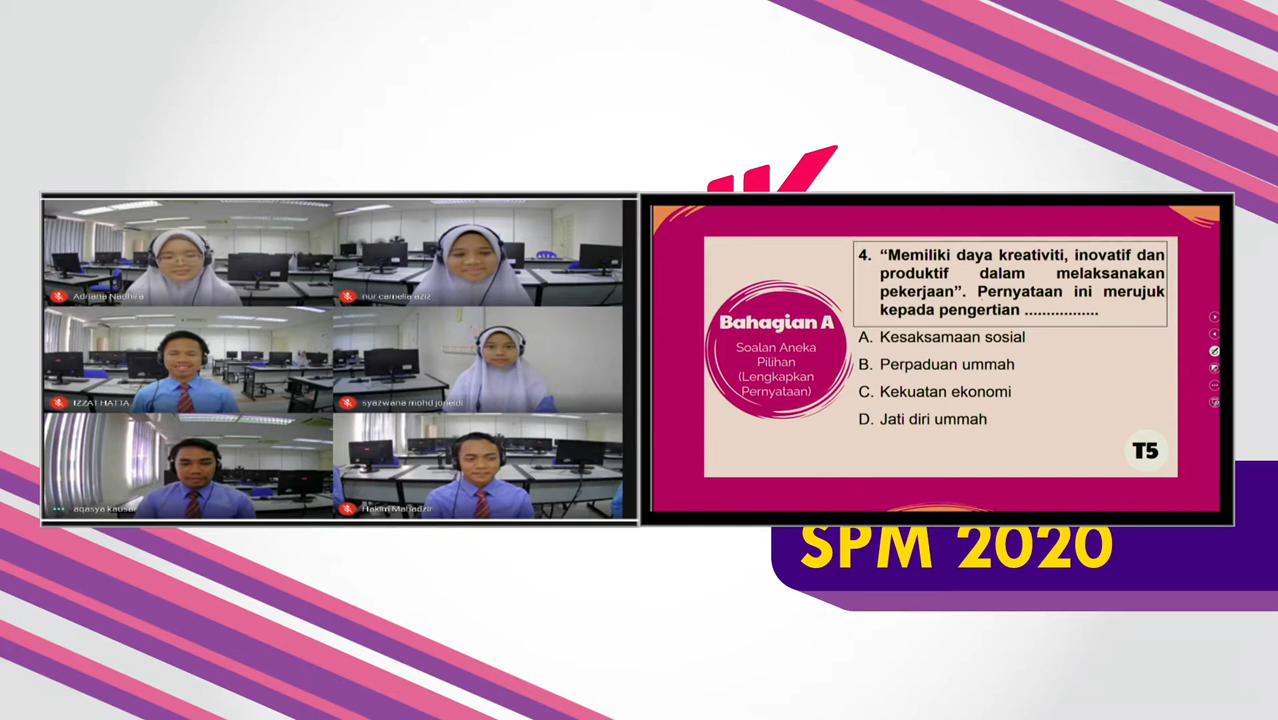 Adriana Nadhira
nur camelia aziz
IZZAT HATTA
syazwana mohd joneidi
aqasya kausar
Hakim Mahadzir
Bahagian A
Soalan Aneka
Pilihan
(Lengkapkan
Pernyataan)
4. “Memiliki daya kreativiti, inovatif dan
produktif dalam melaksanakan
pekerjaan”. Pernyataan ini merujuk
kepada pengertian .................
A. Kesaksamaan sosial
B. Perpaduan ummah
C. Kekuatan ekonomi
D. Jati diri ummah
T5
SPM 2020